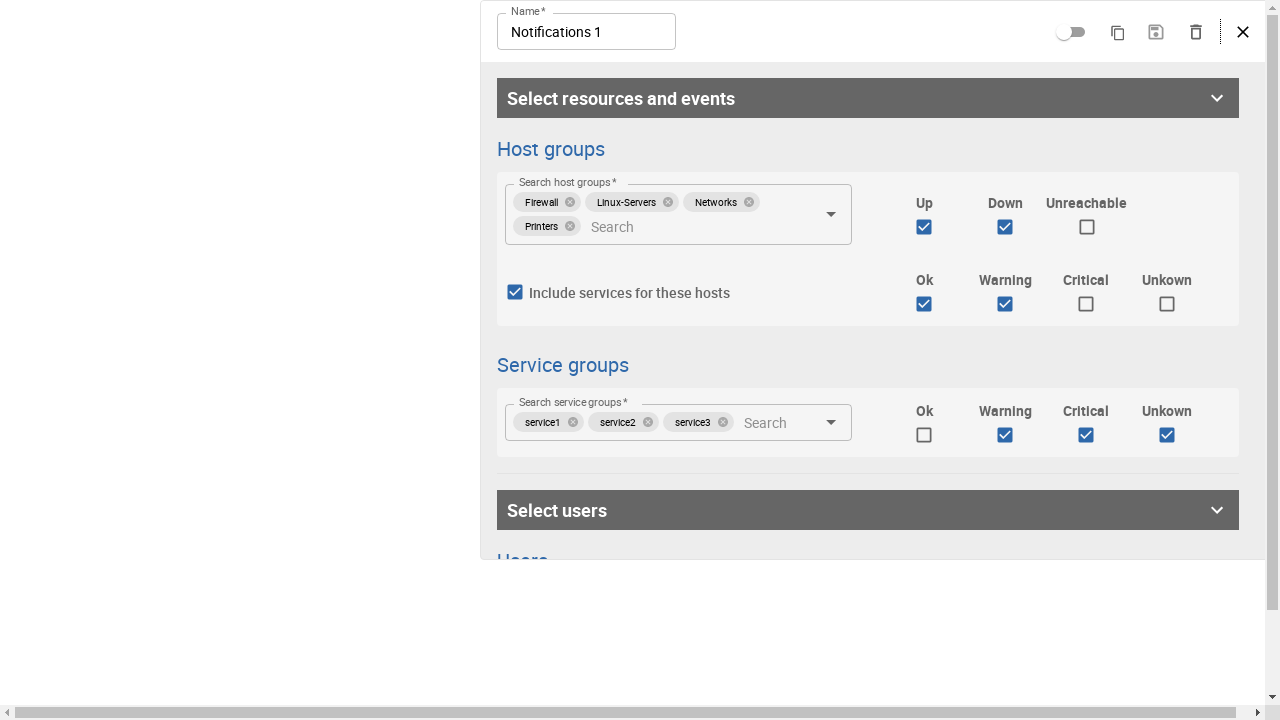 Name *
Notifications 1
Select resources and events
Host groups
Search host groups *
Firewall Linux-Servers Networks
Printers Search
Up Down Unreachable
Include services for these hosts
Ok Warning Critical Unkown
Service groups
Search service groups *
service1 service2 service3 Search
Ok Warning Critical Unkown
Select users
Users